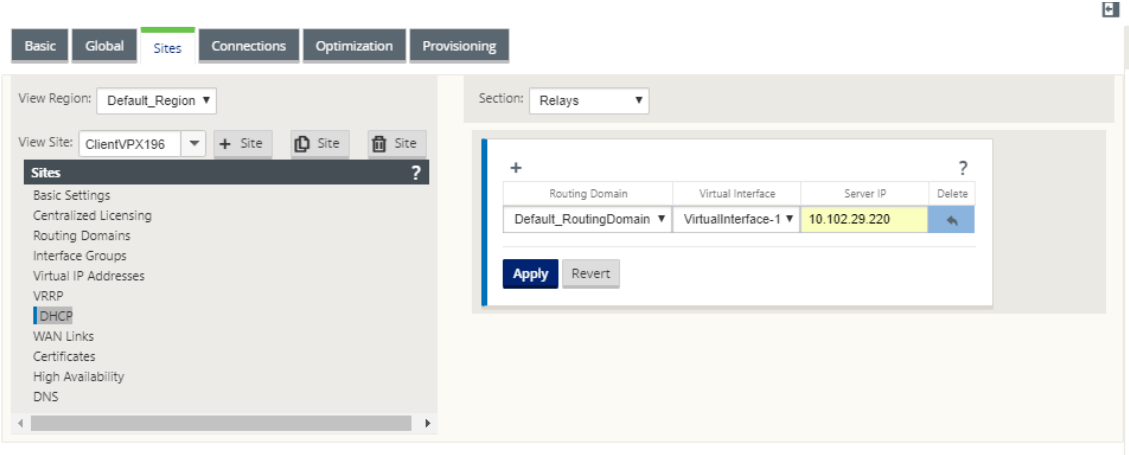 Basic Global Sites Connections Optimization Provisioning
View Region: Default_Region
Section: Relays
View Site: ClientVPX196 + Site Site Site
Sites ?
Basic Settings
Centralized Licensing
Routing Domains
Interface Groups
Virtual IP Addresses
VRRP
DHCP
WAN Links
Certificates
High Availability
DNS
+ ?
Routing Domain Virtual Interface Server IP Delete
Default_RoutingDomain VirtualInterface-1 10.102.29.220
Apply Revert